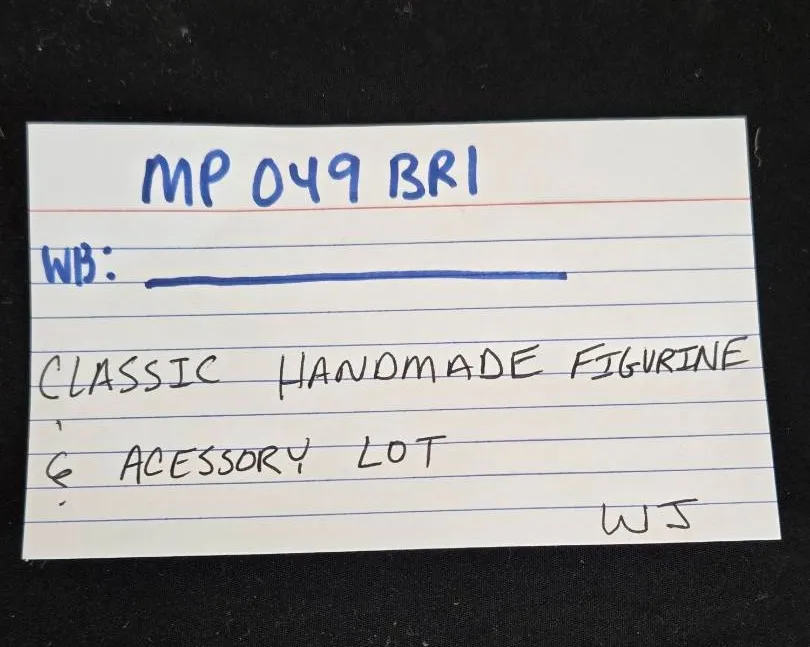 MP 049 BRI
WB:
CLASSIC HANDMADE FIGURINE
& ACESSORY LOT
WJ